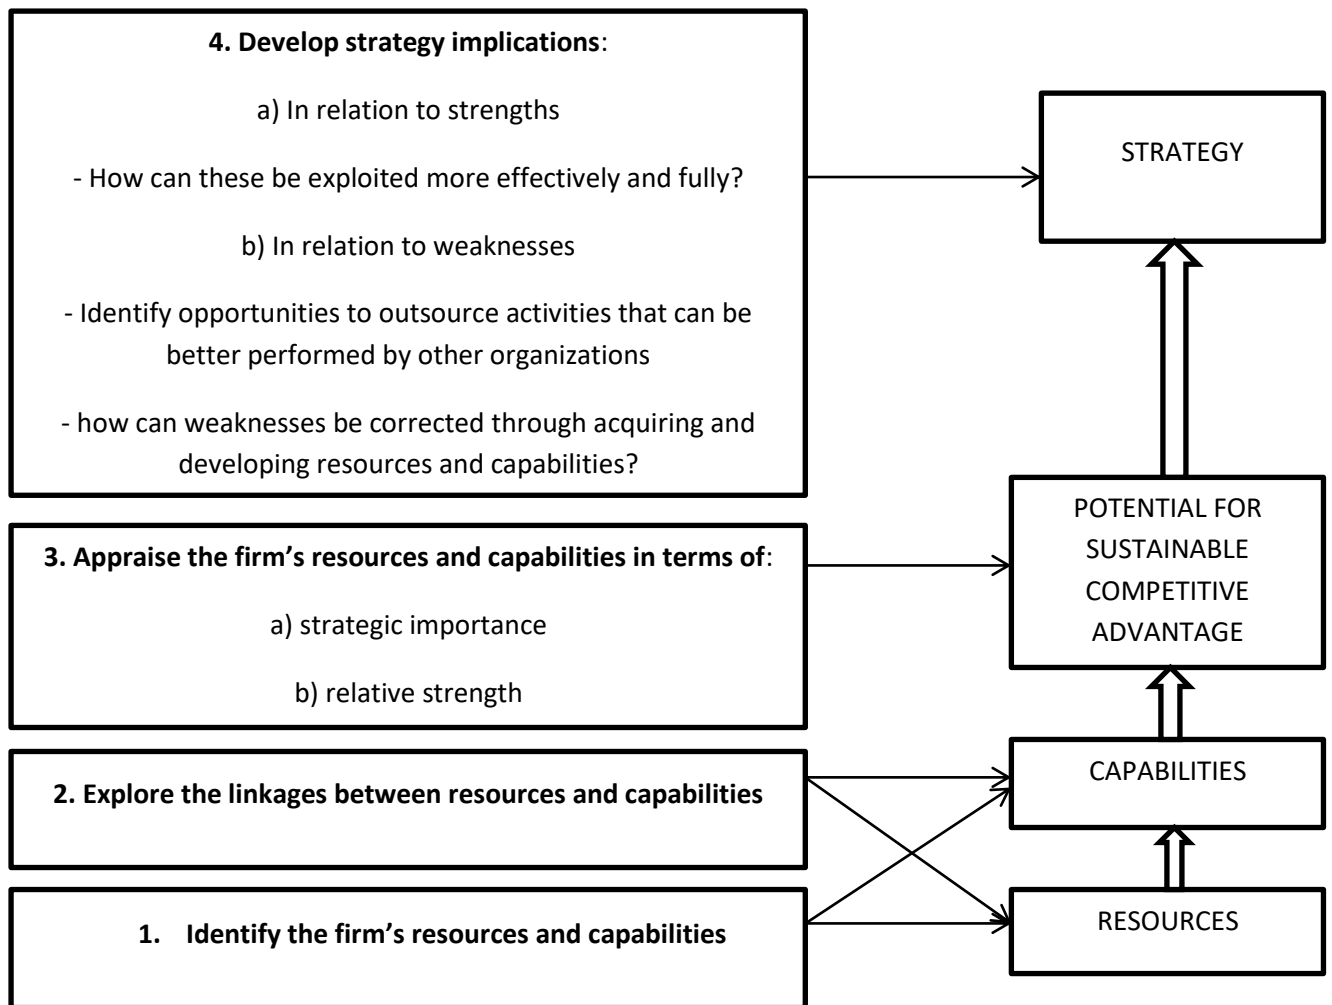 4. Develop strategy implications:
a) In relation to strengths
- How can these be exploited more effectively and fully?
b) In relation to weaknesses
- Identify opportunities to outsource activities that can be
better performed by other organizations
- how can weaknesses be corrected through acquiring and
developing resources and capabilities?
STRATEGY
3. Appraise the firm’s resources and capabilities in terms of:
a) strategic importance
b) relative strength
POTENTIAL FOR
SUSTAINABLE
COMPETITIVE
ADVANTAGE
2. Explore the linkages between resources and capabilities
CAPABILITIES
1. Identify the firm’s resources and capabilities
RESOURCES